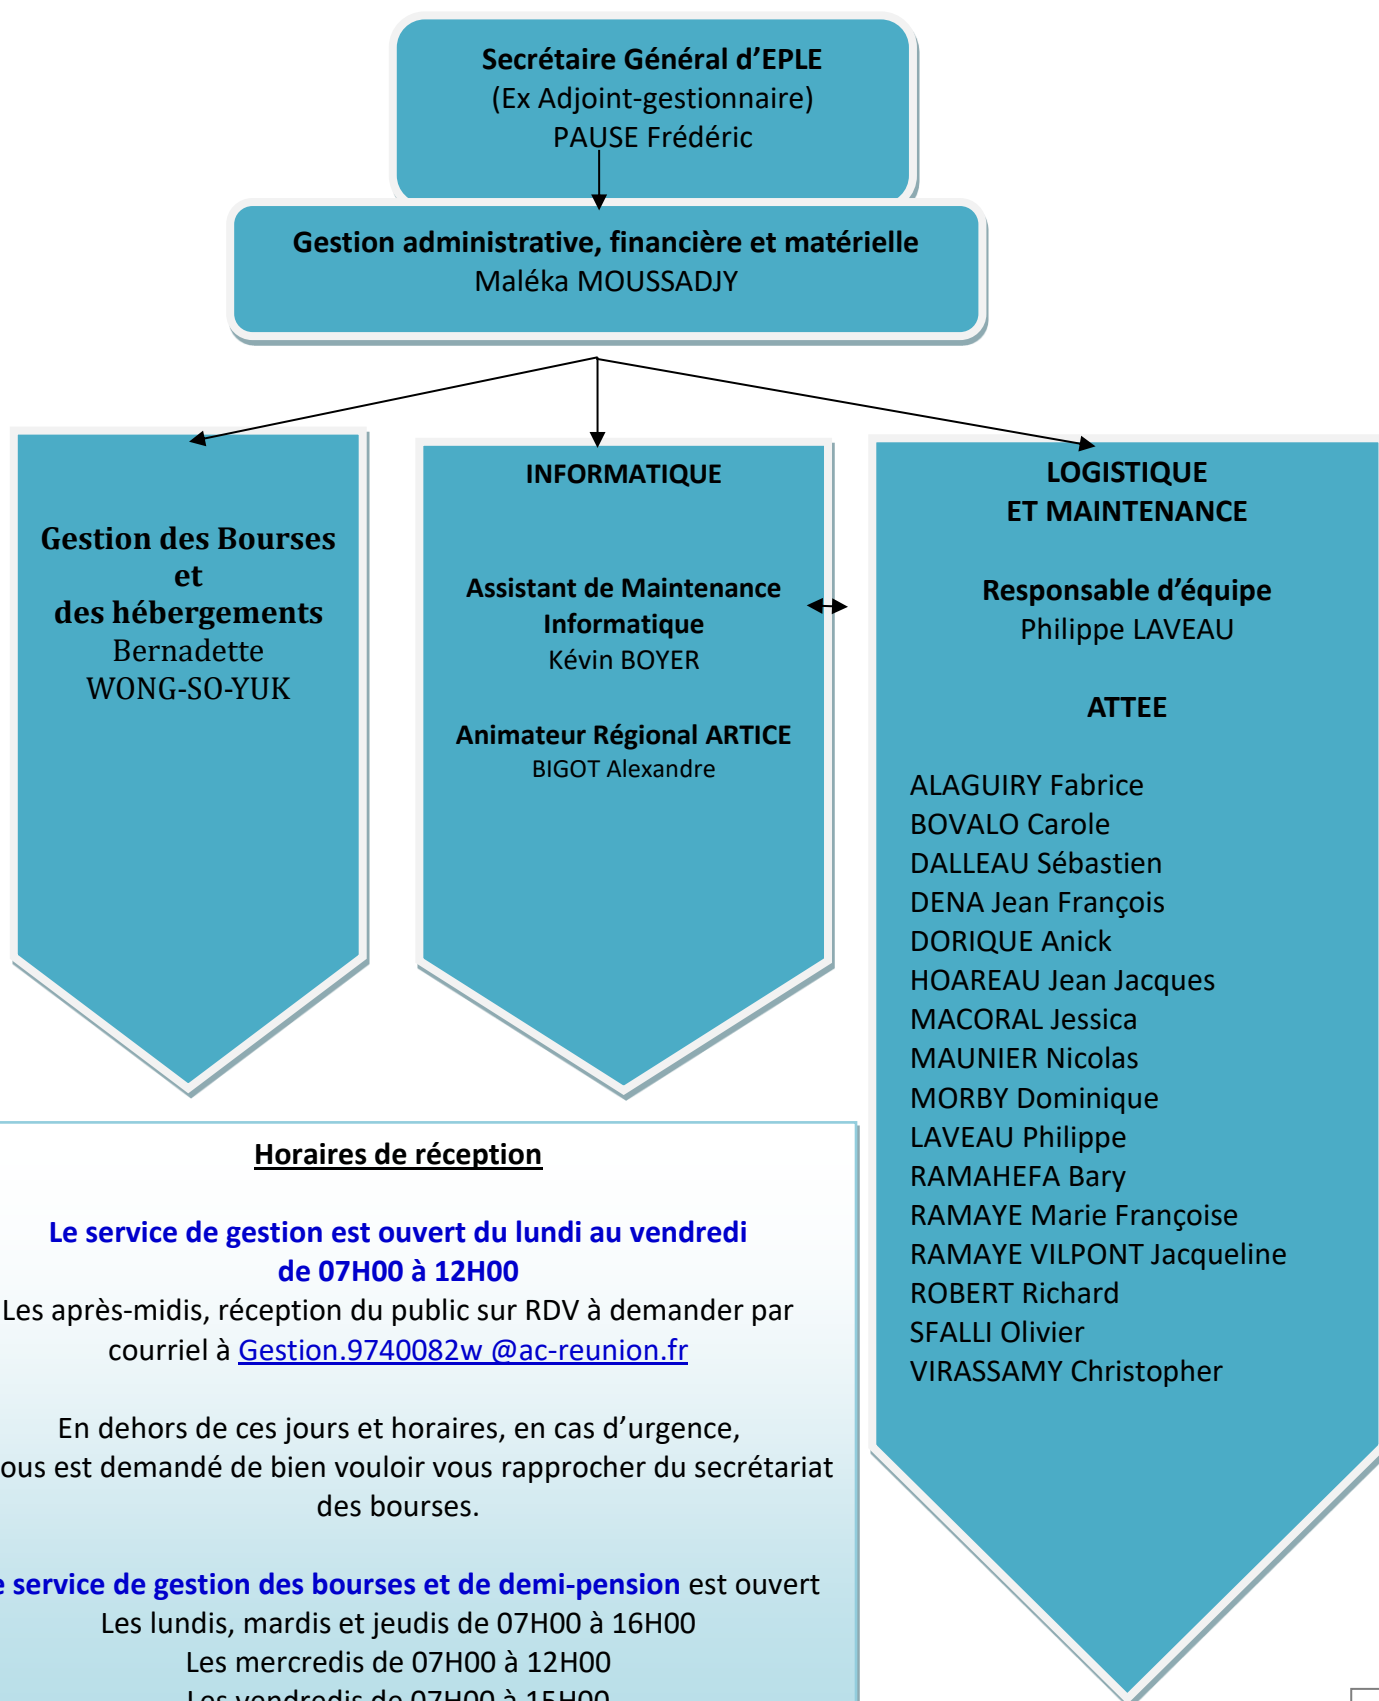 Secrétaire Général d’EPLE
(Ex Adjoint-gestionnaire)
PAUSE Frédéric
Gestion administrative, financière et matérielle
Maléka MOUSSADJY
Gestion des Bourses
et
des hébergements
Bernadette
WONG-SO-YUK
INFORMATIQUE
Assistant de Maintenance
Informatique
Kévin BOYER
Animateur Régional ARTICE
BIGOT Alexandre
LOGISTIQUE
ET MAINTENANCE
Responsable d’équipe
Philippe LAVEAU
ATTEE
ALAGUIRY Fabrice
BOVALO Carole
DALLEAU Sébastien
DENA Jean François
DORIQUE Anick
HOAREAU Jean Jacques
MACORAL Jessica
MAUNIER Nicolas
MORBY Dominique
LAVEAU Philippe
RAMAHEFA Bary
RAMAYE Marie Françoise
RAMAYE VILPONT Jacqueline
ROBERT Richard
SFALLI Olivier
VIRASSAMY Christopher
Horaires de réception
Le service de gestion est ouvert du lundi au vendredi
de 07H00 à 12H00
Les après-midis, réception du public sur RDV à demander par
courriel à Gestion.9740082w @ac-reunion.fr
En dehors de ces jours et horaires, en cas d’urgence,
ous est demandé de bien vouloir vous rapprocher du secrétariat
des bourses.
e service de gestion des bourses et de demi-pension est ouvert
Les lundis, mardis et jeudis de 07H00 à 16H00
Les mercredis de 07H00 à 12H00
Les vendredis de 07H00 à 15H00